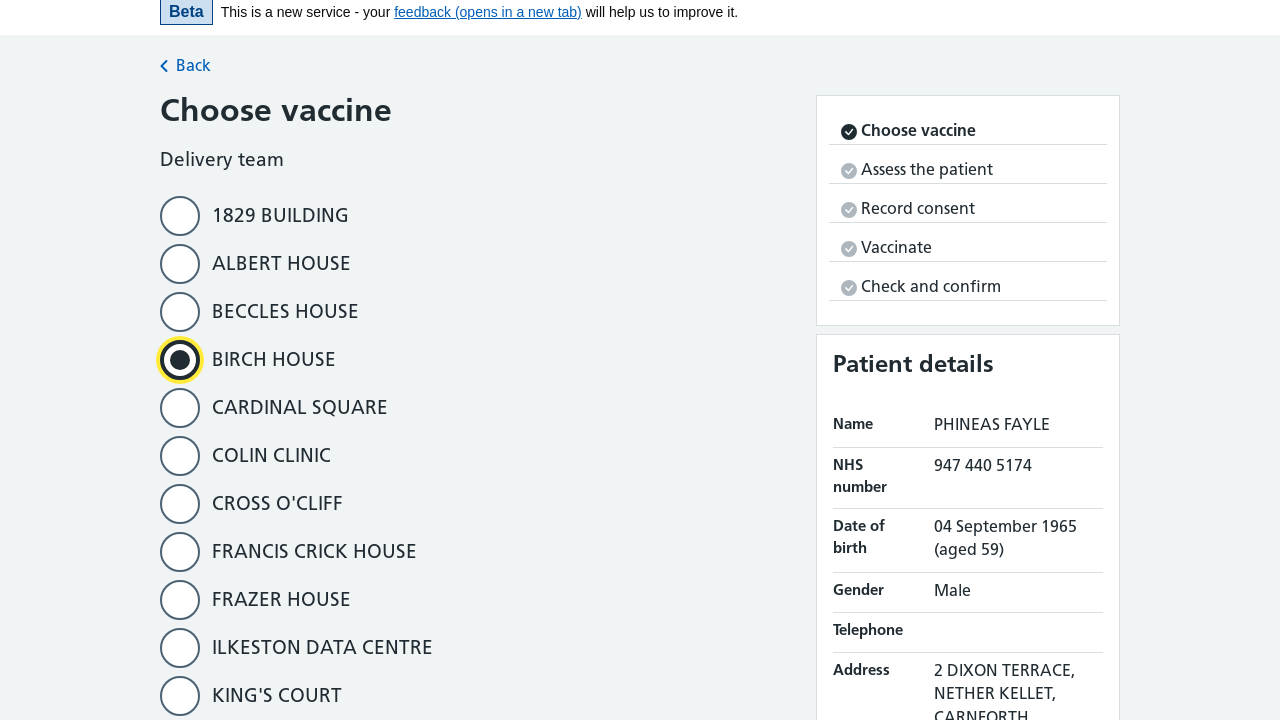 Beta This is a new service - your feedback (opens in a new tab) will help us to improve it.
Back
Choose vaccine
Delivery team
1829 BUILDING
ALBERT HOUSE
BECCLES HOUSE
BIRCH HOUSE
CARDINAL SQUARE
COLIN CLINIC
CROSS O'CLIFF
FRANCIS CRICK HOUSE
FRAZER HOUSE
ILKESTON DATA CENTRE
KING'S COURT
Choose vaccine
Assess the patient
Record consent
Vaccinate
Check and confirm
Patient details
Name PHINEAS FAYLE
NHS number 947 440 5174
Date of birth 04 September 1965 (aged 59)
Gender Male
Telephone
Address 2 DIXON TERRACE,
NETHER KELLET,
CARNFORTH